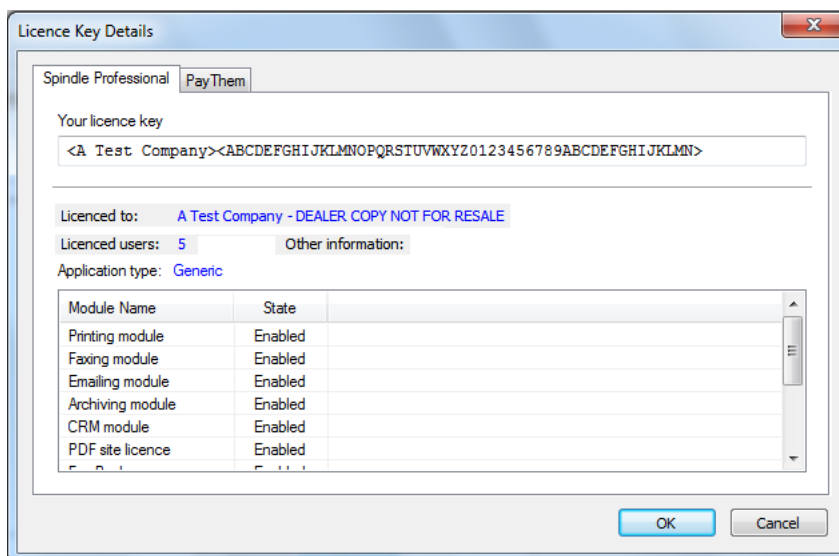 Licence Key Details
Spindle Professional PayThem
Your licence key
<A Test Company><ABCDEFGHIJKLMNOPQRSTUVWXYZ0123456789ABCDEFGHIJKLMN>
Licenced to: A Test Company - DEALER COPY NOT FOR RESALE
Licenced users: 5 Other information:
Application type: Generic
Module Name State
Printing module Enabled
Faxing module Enabled
Emailing module Enabled
Archiving module Enabled
CRM module Enabled
PDF site licence Enabled
OK Cancel